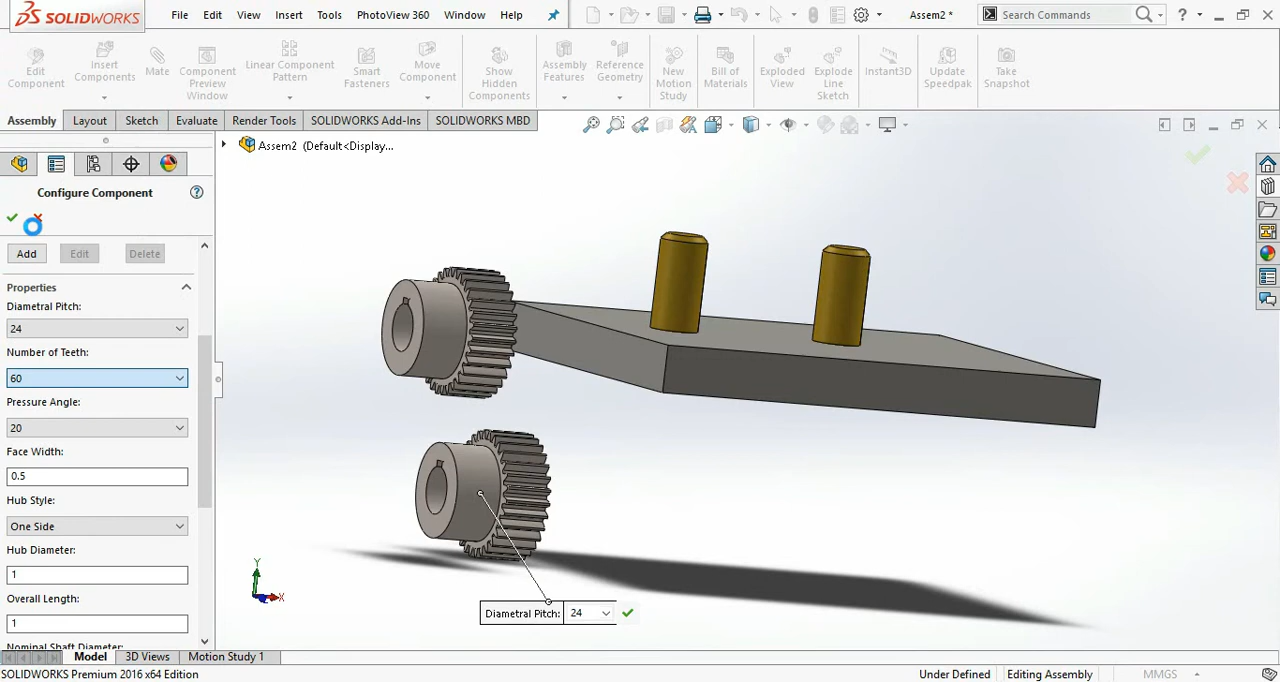 SOLIDWORKS File Edit View Insert Tools PhotoView 360 Window Help Assem2 * Search Commands ?
Edit Component
Insert Components
Mate
Component Preview Window
Linear Component Pattern
Smart Fasteners
Move Component
Show Hidden Components
Assembly Features
Reference Geometry
New Motion Study
Bill of Materials
Exploded View
Explode Line Sketch
Instant3D
Update Speedpak
Take Snapshot
Assembly Layout Sketch Evaluate Render Tools SOLIDWORKS Add-Ins SOLIDWORKS MBD
Assem2 (Default<Display...
Configure Component
Add Edit Delete
Properties
Diametral Pitch:
24
Number of Teeth:
60
Pressure Angle:
20
Face Width:
0.5
Hub Style:
One Side
Hub Diameter:
1
Overall Length:
1
Nominal Shaft Diameter:
Diametral Pitch: 24
Y
X
Model 3D Views Motion Study 1
SOLIDWORKS Premium 2016 x64 Edition Under Defined Editing Assembly MMGS